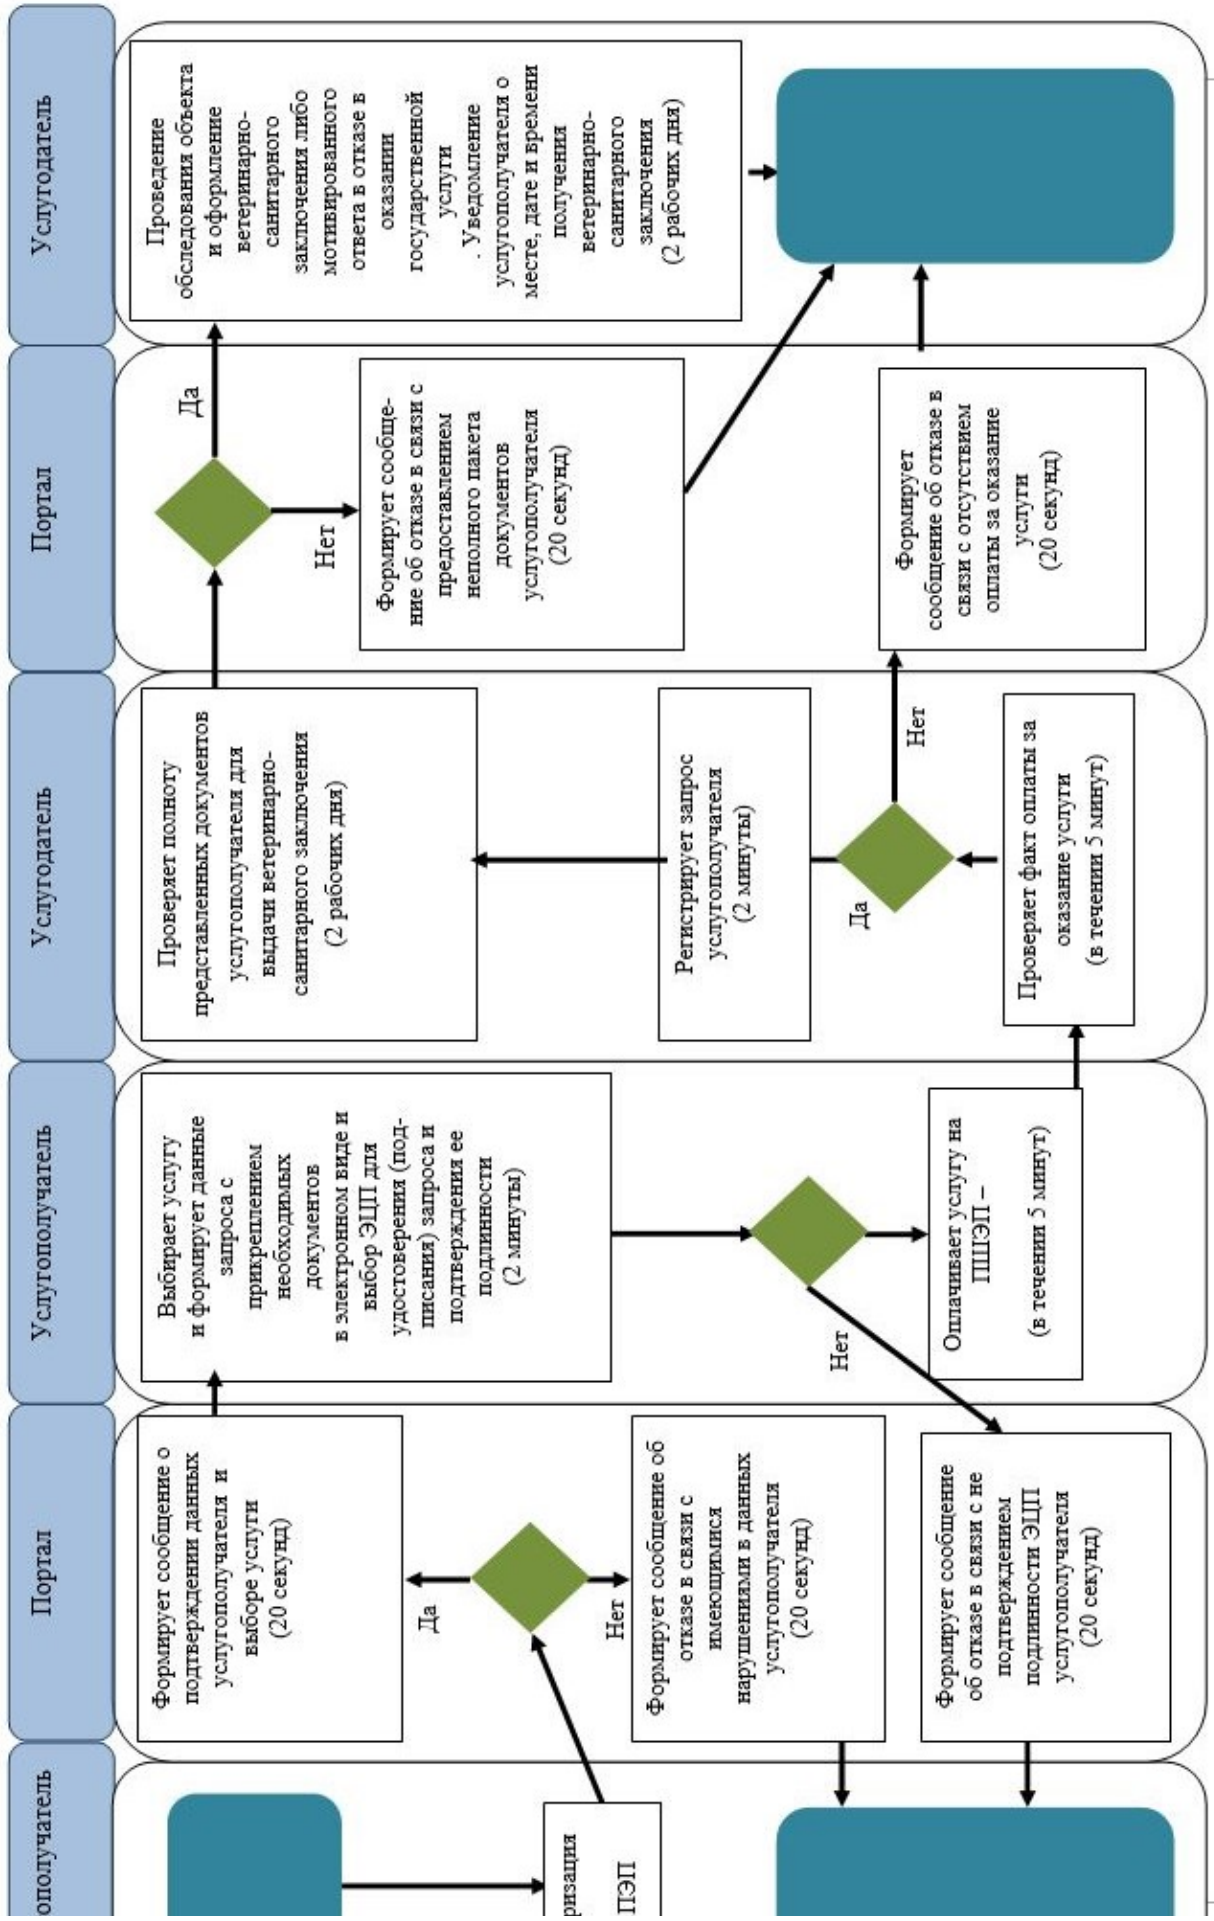 ополучатель
Портал
Услугополучатель
Услугодатель
Портал
Услугодатель
ризация
ПЭП
Формирует сообщение о
подтверждении данных
услугополучателя и
выборе услуги
(20 секунд)
Да
Нет
Формирует сообщение об
отказе в связи с
имеющимися
нарушениями в данных
услугополучателя
(20 секунд)
Формирует сообщение
об отказе в связи с не
подтверждением
подлинности ЭЦП
услугополучателя
(20 секунд)
Выбирает услугу
и формирует данные
запроса с
прикреплением
необходимых
документов
в электронном виде и
выбор ЭЦП для
удостоверения (под-
писания) запроса и
подтверждения ее
подлинности
(2 минуты)
Нет
Оплачивает услугу на
ПШЭП –
(в течении 5 минут)
Проверяет полноту
представленных документов
услугополучателя для
выдачи ветеринарно-
санитарного заключения
(2 рабочих дня)
Регистрирует запрос
услугополучателя
(2 минуты)
Да
Нет
Проверяет факт оплаты за
оказание услуги
(в течении 5 минут)
Да
Нет
Формирует сообще-
ние об отказе в связи с
предоставлением
неполного пакета
документов
услугополучателя
(20 секунд)
Формирует
сообщение об отказе в
связи с отсутствием
оплаты за оказание
услуги
(20 секунд)
Проведение
обследования объекта
и оформление
ветеринарно-
санитарного
заключения либо
мотивированного
ответа в отказе в
оказании
государственной
услуги
. Уведомление
услугополучателя о
месте, дате и времени
получения
ветеринарно-
санитарного
заключения
(2 рабочих дня)